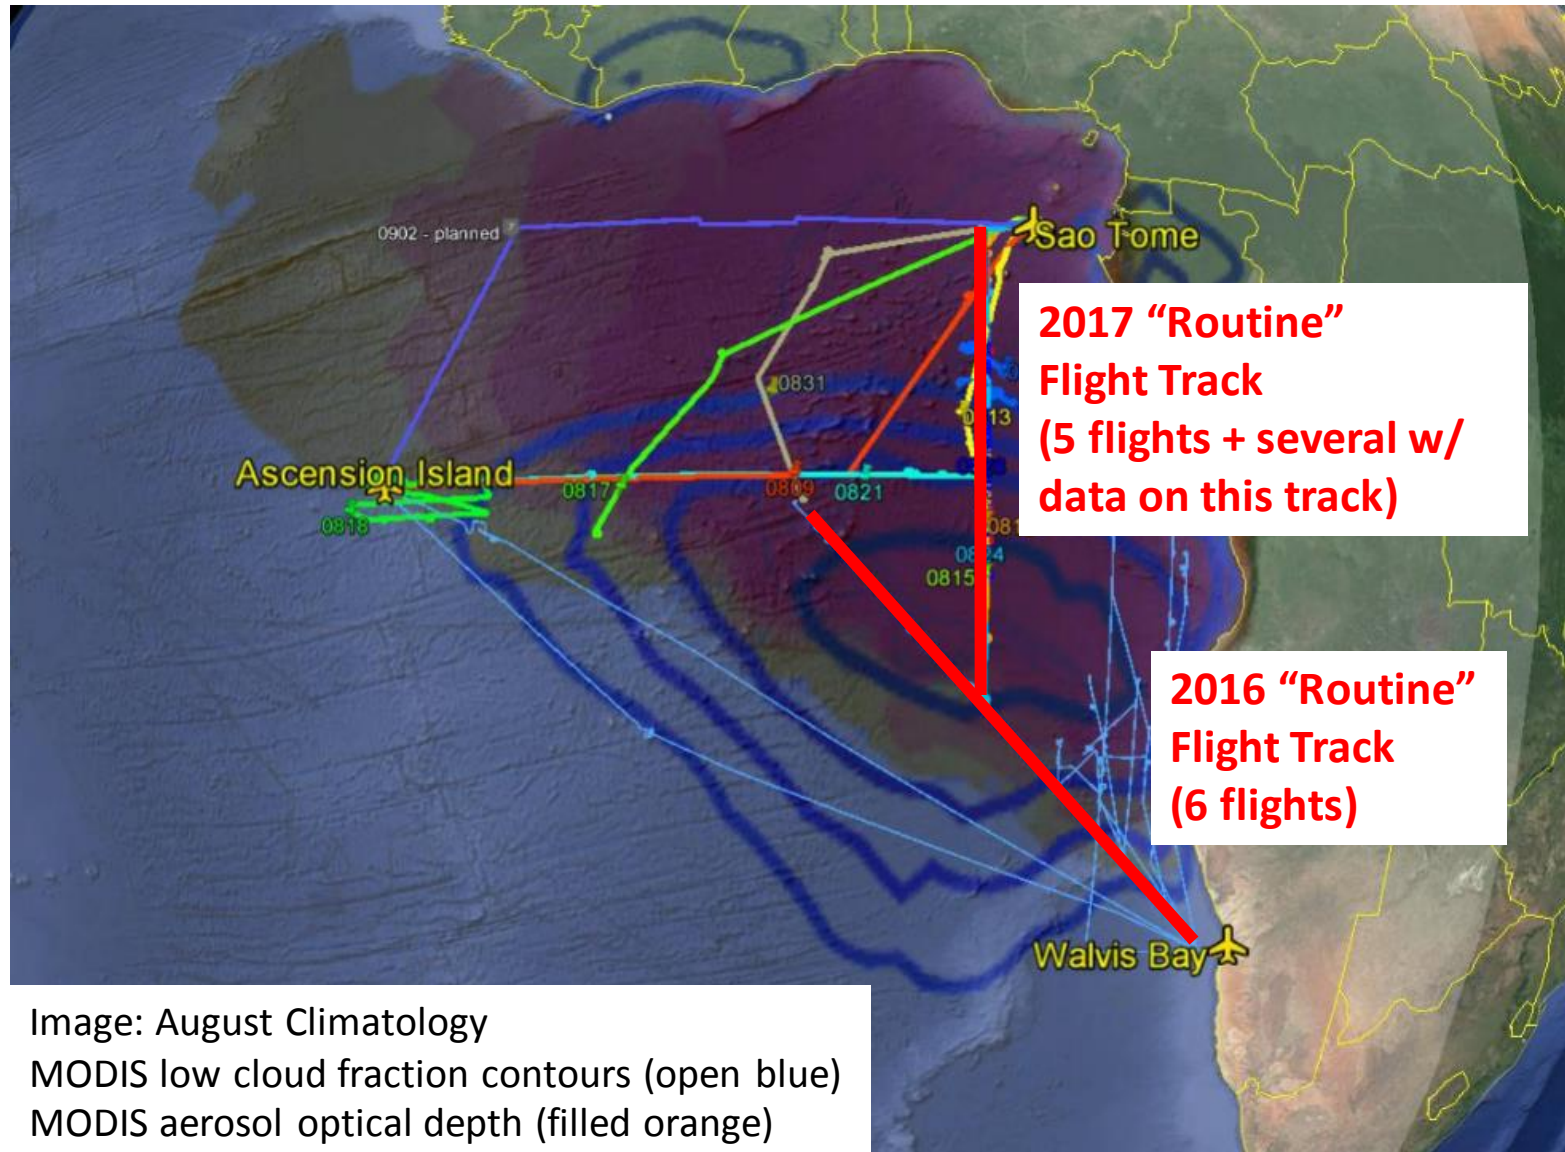 0902 - planned
Sao Tome
2017 “Routine”
Flight Track
(5 flights + several w/
data on this track)
0831
Ascension Island
0817
0809
0821
0818
0824
0815
2016 “Routine”
Flight Track
(6 flights)
Walvis Bay
Image: August Climatology
MODIS low cloud fraction contours (open blue)
MODIS aerosol optical depth (filled orange)